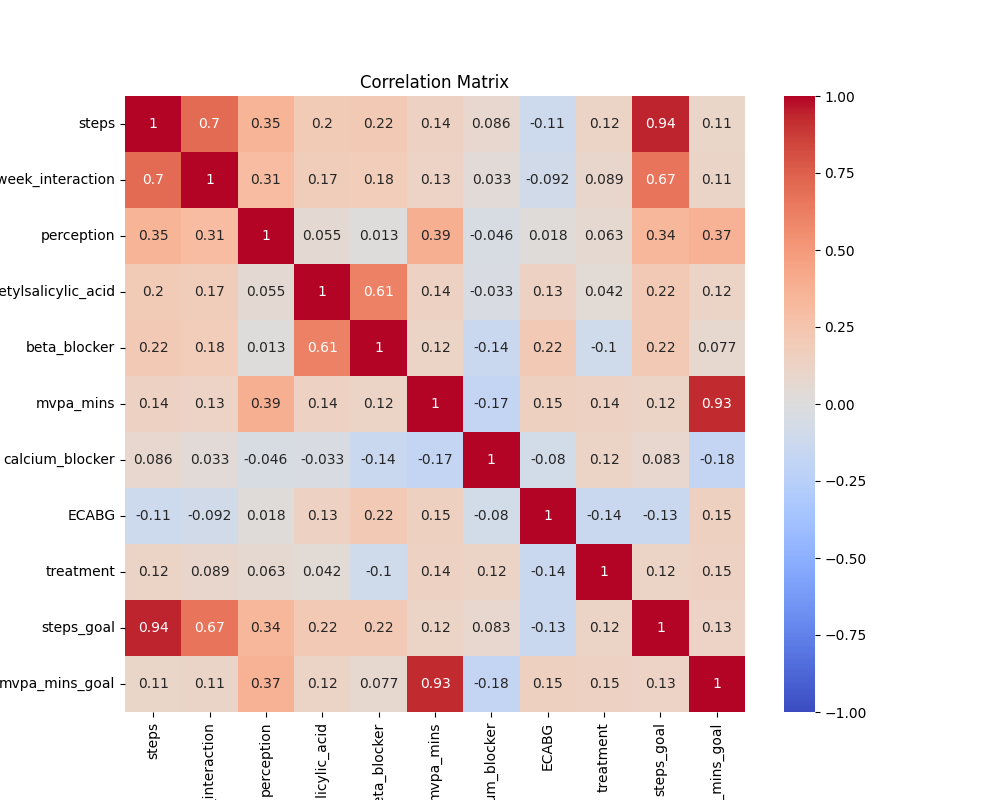 Correlation Matrix
steps 1 0.7 0.35 0.2 0.22 0.14 0.086 -0.11 0.12 0.94 0.11
week_interaction 0.7 1 0.31 0.17 0.18 0.13 0.033 -0.092 0.089 0.67 0.11
perception 0.35 0.31 1 0.055 0.013 0.39 -0.046 0.018 0.063 0.34 0.37
etylsalicylic_acid 0.2 0.17 0.055 1 0.61 0.14 -0.033 0.13 0.042 0.22 0.12
beta_blocker 0.22 0.18 0.013 0.61 1 0.12 -0.14 0.22 -0.1 0.22 0.077
mvpa_mins 0.14 0.13 0.39 0.14 0.12 1 -0.17 0.15 0.14 0.12 0.93
calcium_blocker 0.086 0.033 -0.046 -0.033 -0.14 -0.17 1 -0.08 0.12 0.083 -0.18
ECABG -0.11 -0.092 0.018 0.13 0.22 0.15 -0.08 1 -0.14 -0.13 0.15
treatment 0.12 0.089 0.063 0.042 -0.1 0.14 0.12 -0.14 1 0.12 0.15
steps_goal 0.94 0.67 0.34 0.22 0.22 0.12 0.083 -0.13 0.12 1 0.13
mvpa_mins_goal 0.11 0.11 0.37 0.12 0.077 0.93 -0.18 0.15 0.15 0.13 1
steps
_interaction
perception
licylic_acid
eta_blocker
mvpa_mins
um_blocker
ECABG
treatment
steps_goal
_mins_goal
1.00
0.75
0.50
0.25
0.00
−0.25
−0.50
−0.75
−1.00